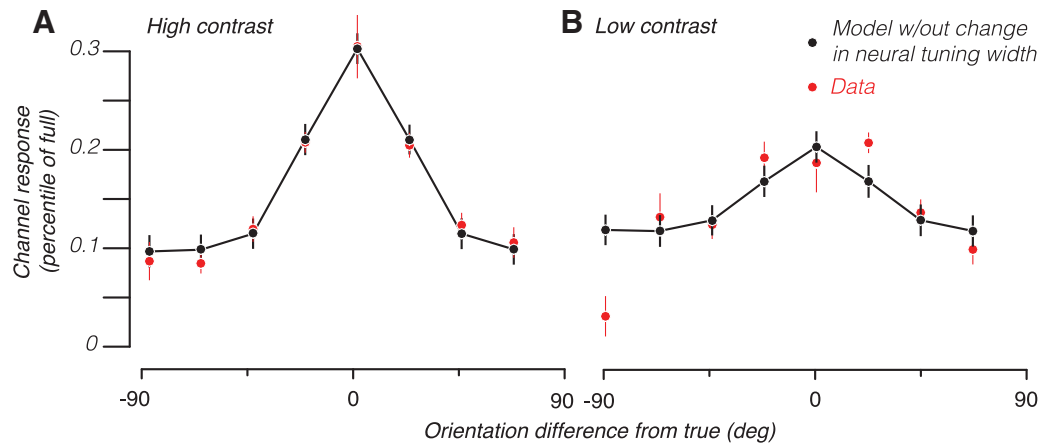 A
High contrast
B
Low contrast
Model w/out change
in neural tuning width
Data
Channel response
(percentile of full)
0.3
0.2
0.1
0
-90
0
90
-90
0
90
Orientation difference from true (deg)